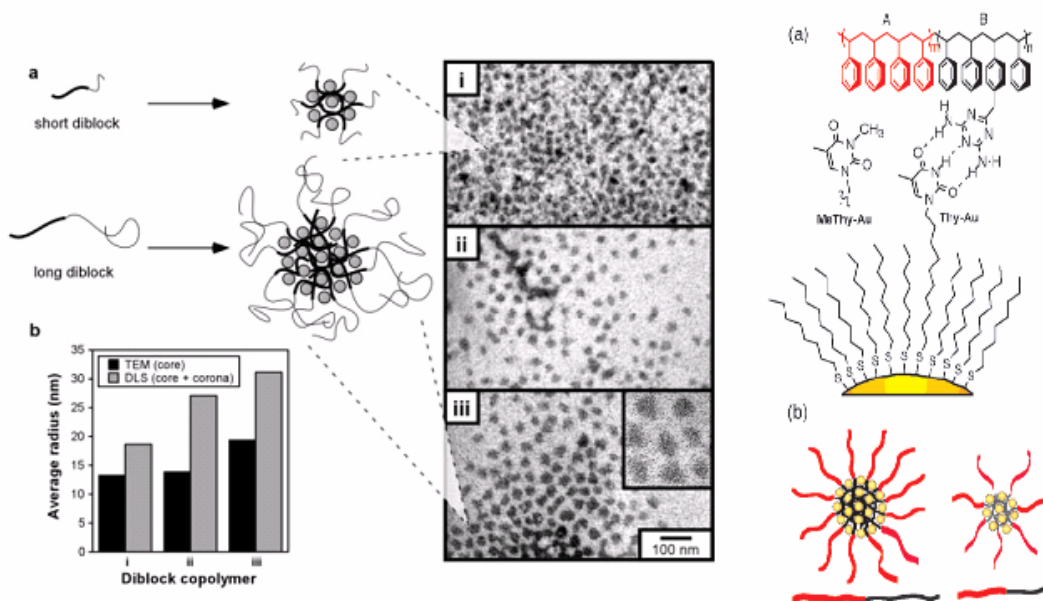 a
short diblock
long diblock
b
35
30
25
20
15
10
5
0
Average radius (nm)
TEM (core)
DLS (core + corona)
i
ii
iii
Diblock copolymer
i
ii
iii
100 nm
(a)
A
B
m
n
N
H
N
N
N
H
N
H
O
N
H
N
O
N
CH₃
O
N
O
N
MeThy-Au
Thy-Au
S S S S S S S S S S S
(b)